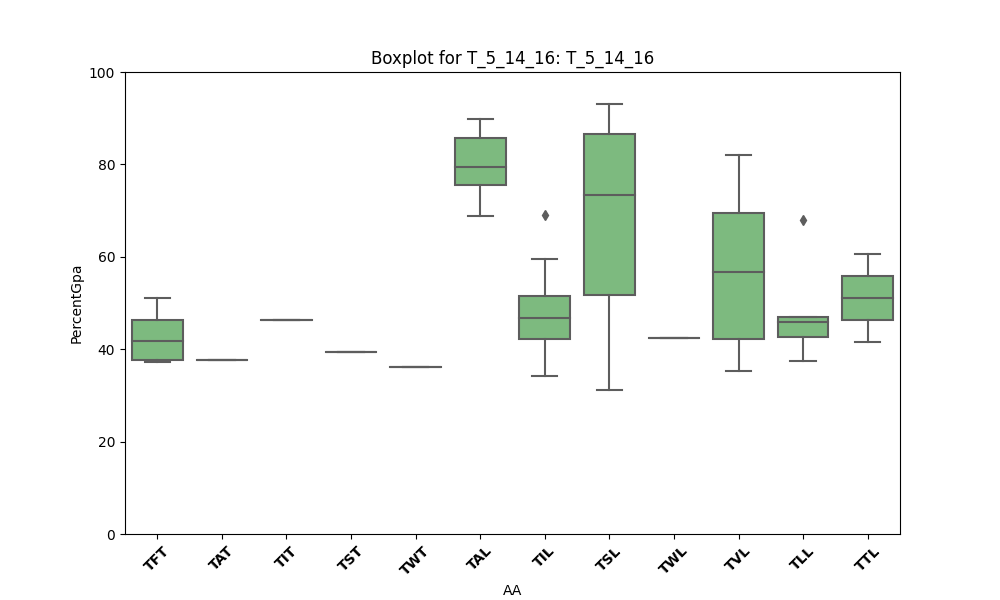 Boxplot for T_5_14_16: T_5_14_16
PercentGpa
100
80
60
40
20
0
TFT TAT TIT TST TWT TAL TIL TSL TWL TVL TLL TTL
AA